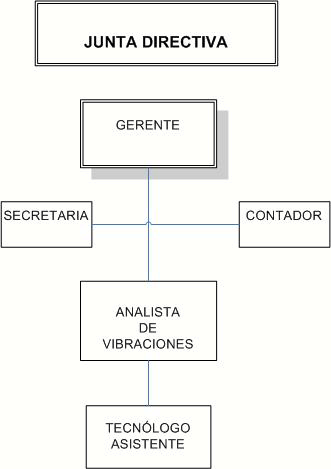 JUNTA DIRECTIVA
GERENTE
SECRETARIA
CONTADOR
ANALISTA
DE
VIBRACIONES
TECNÓLOGO
ASISTENTE